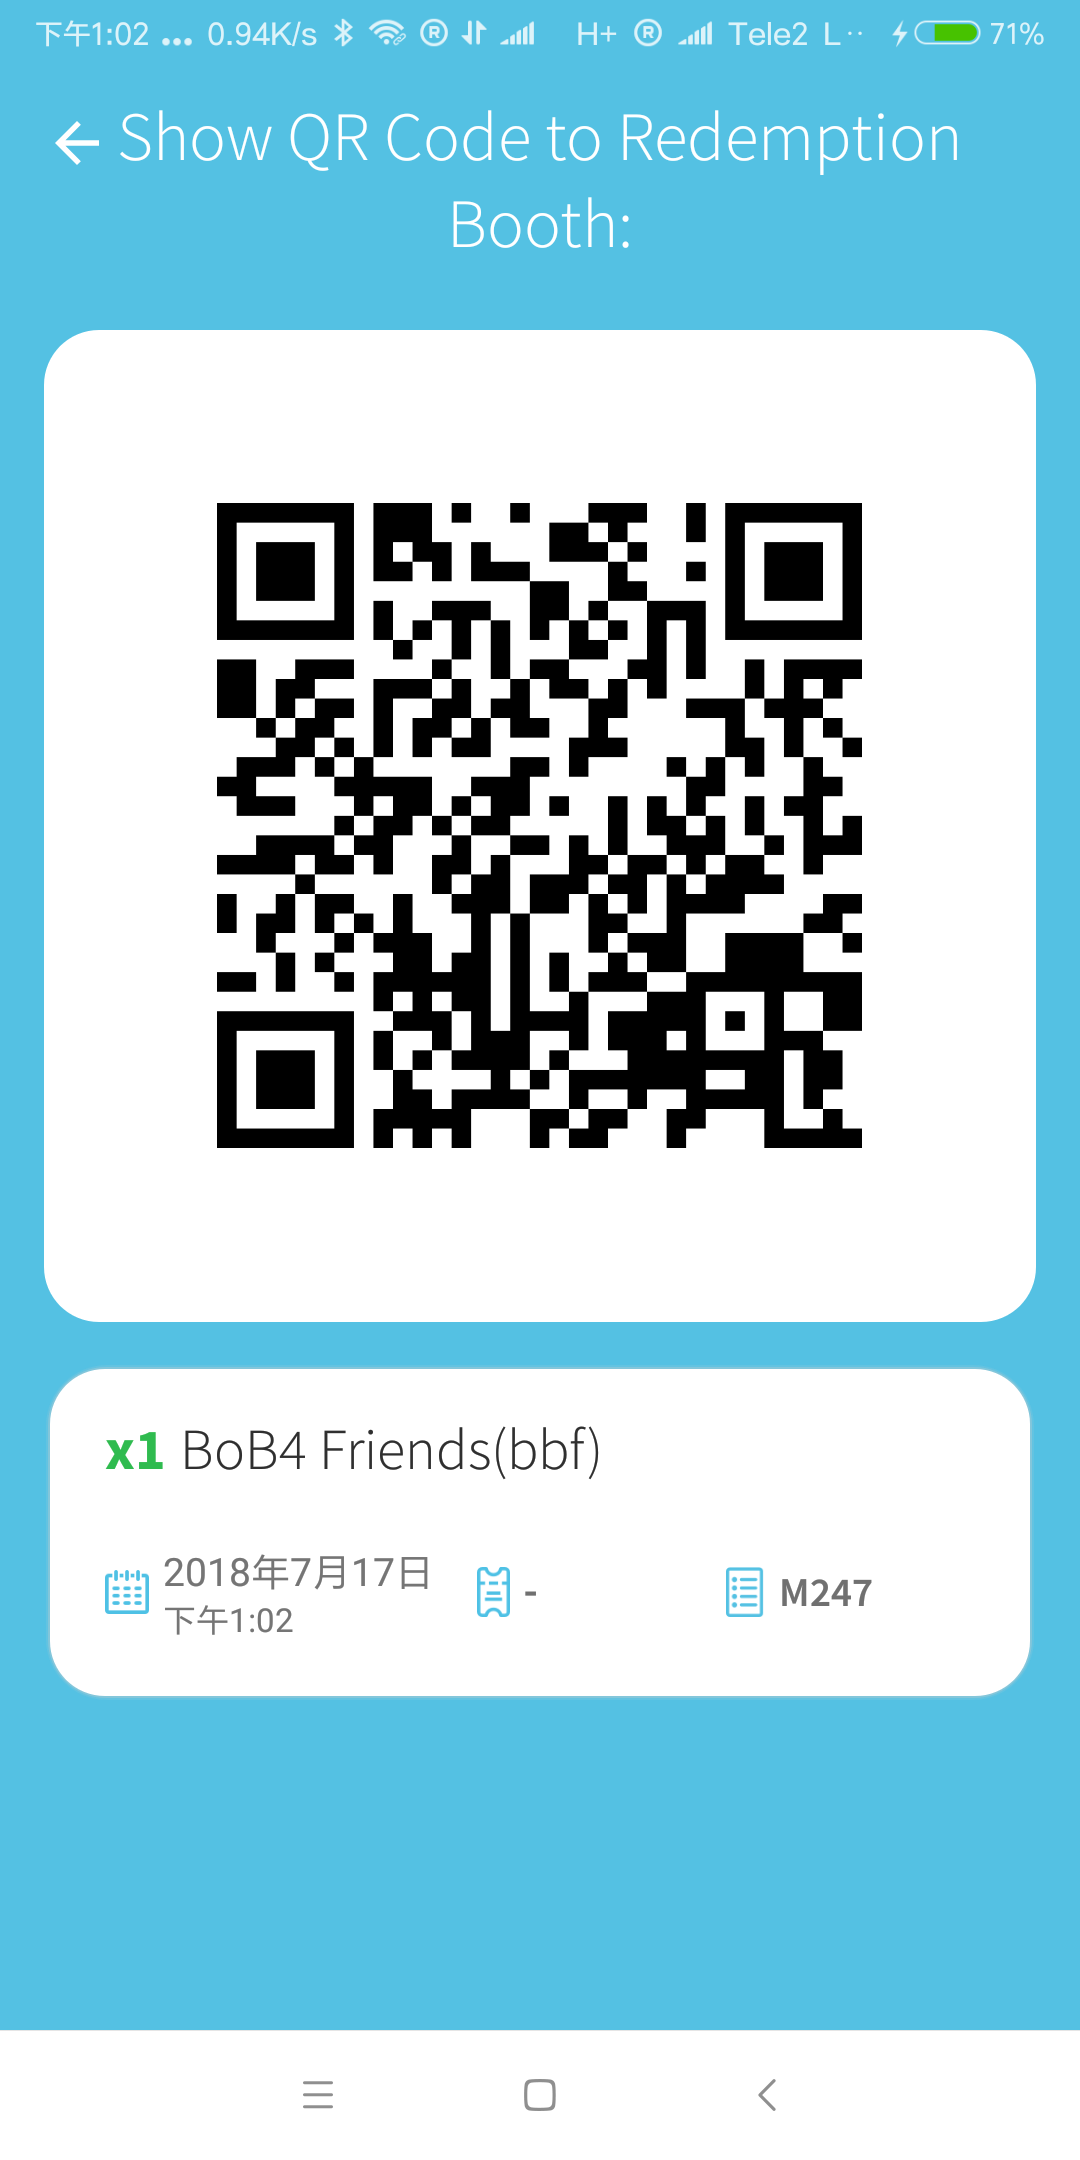 下午1:02 ... 0.94K/s H+ Tele2 L·· 71%
Show QR Code to Redemption
Booth:
x1 BoB4 Friends(bbf)
2018年7月17日
下午1:02
-
M247